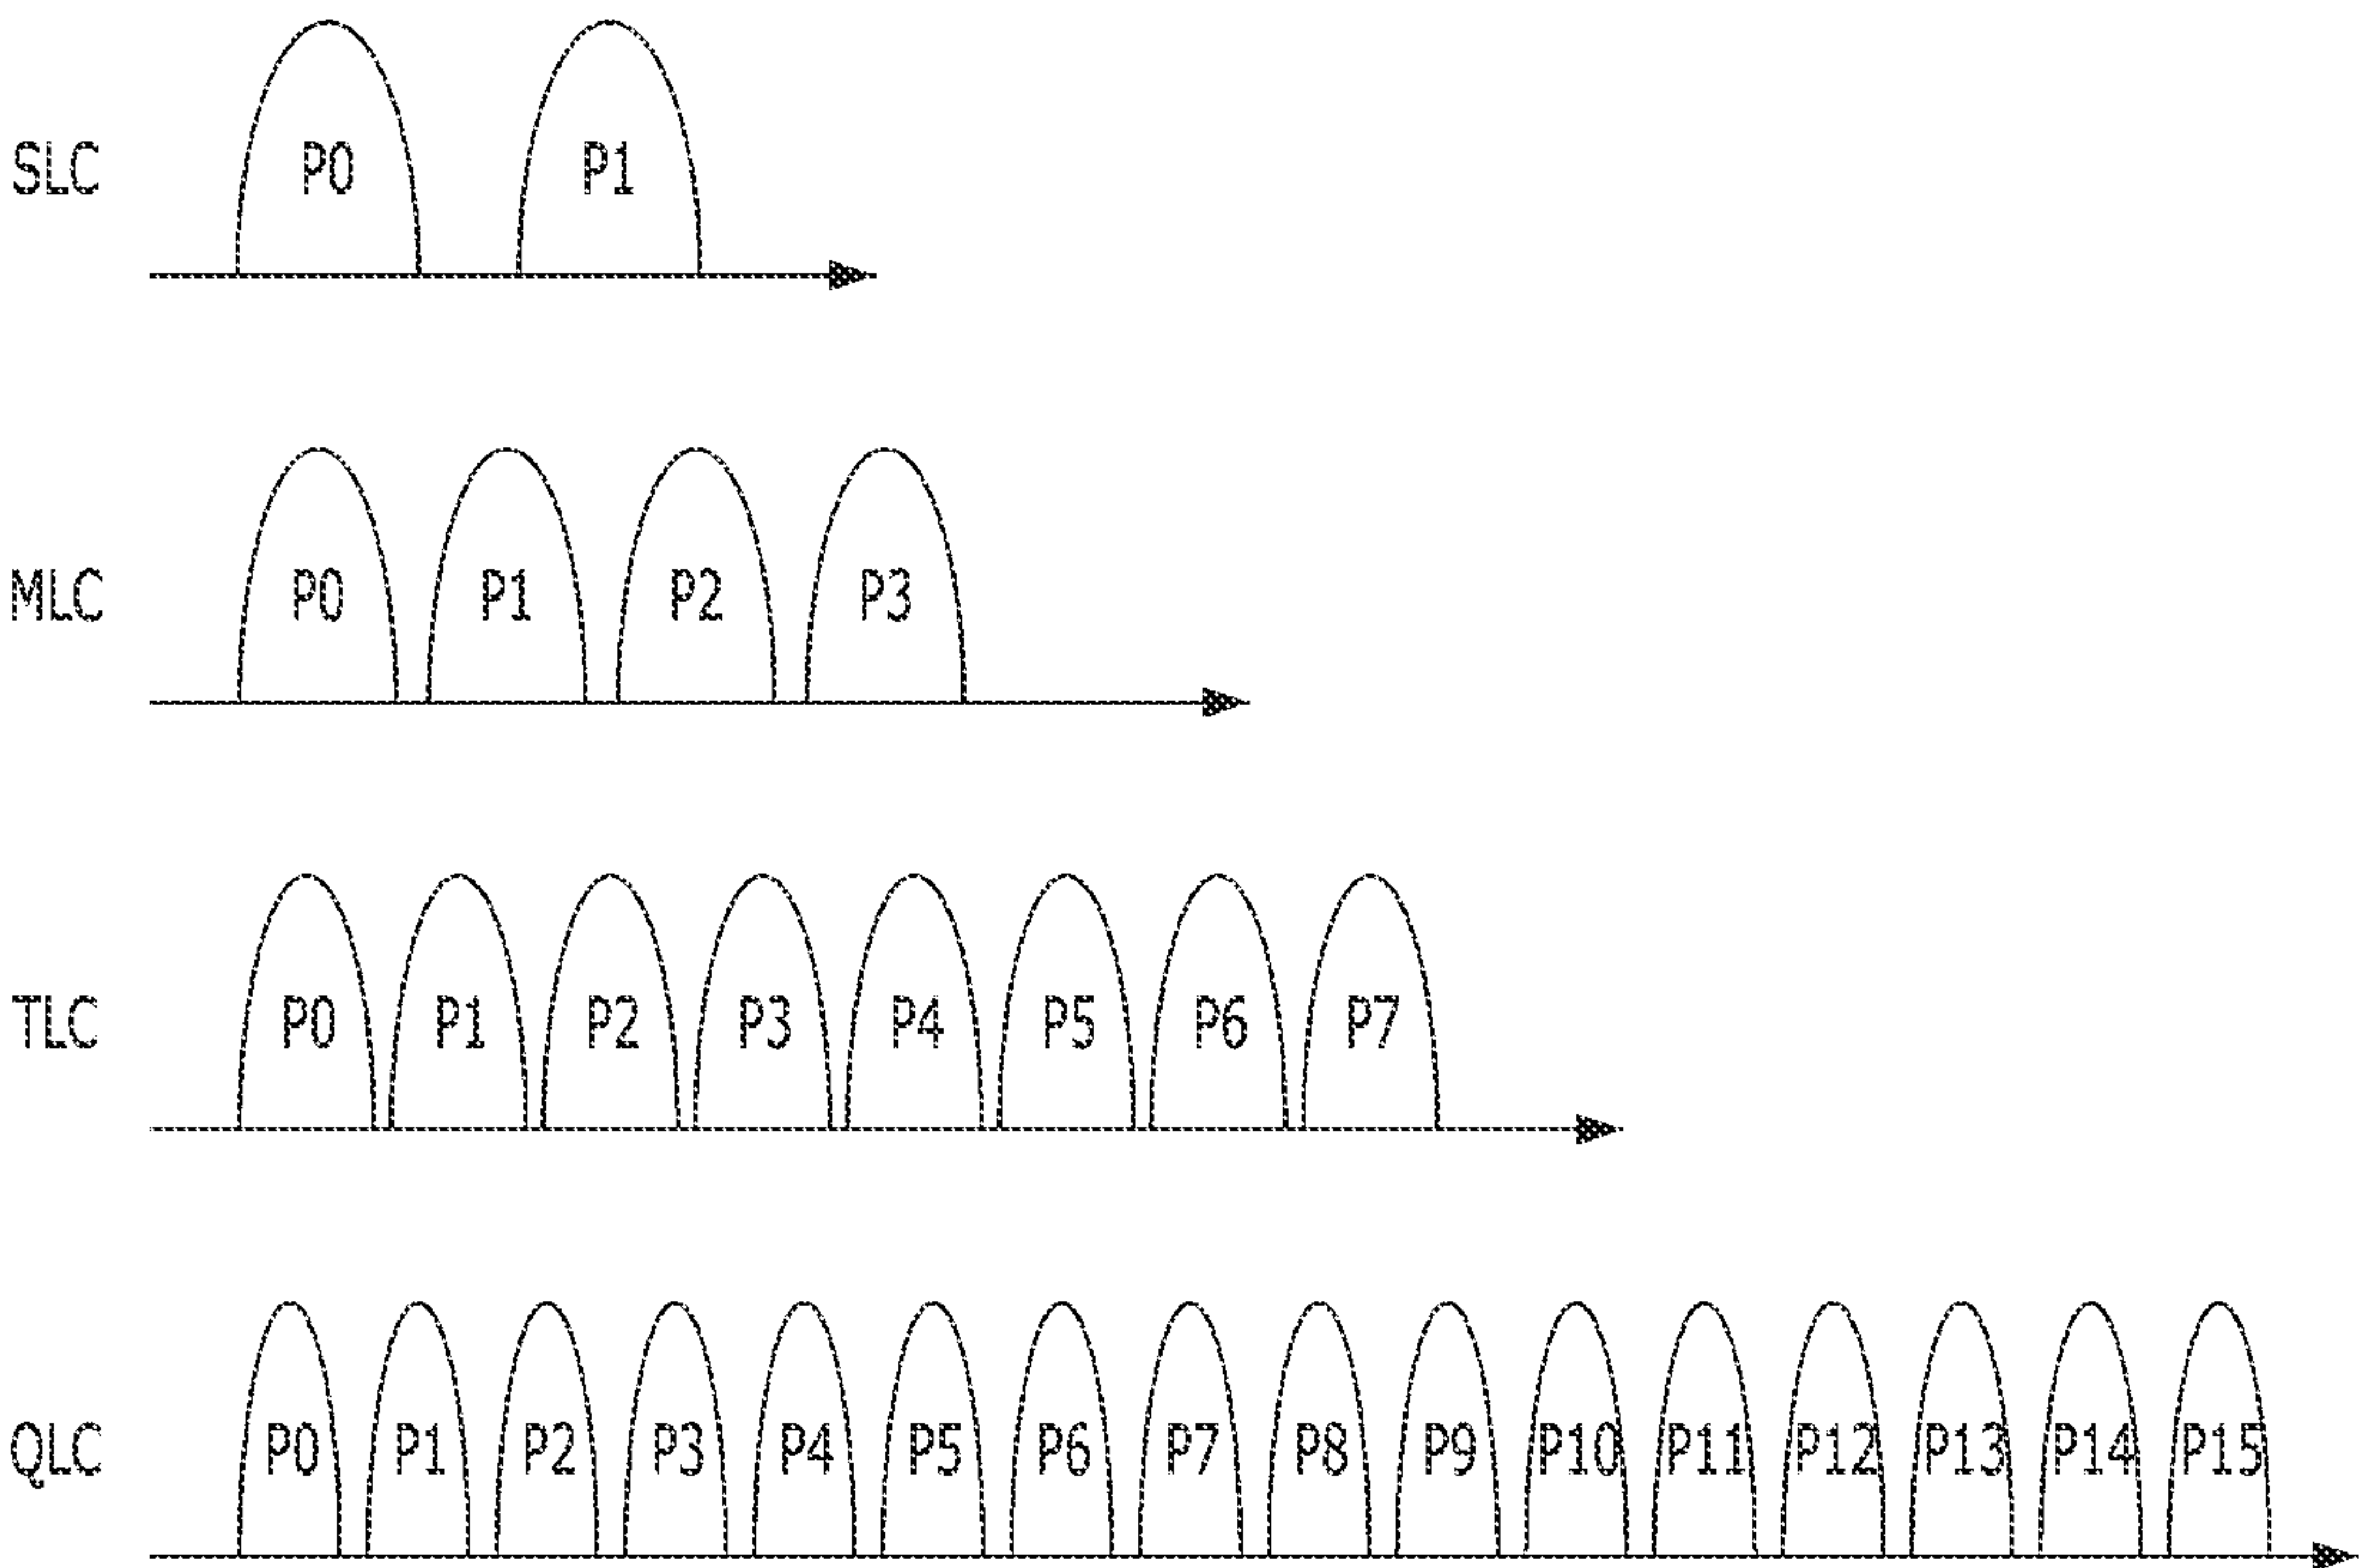 SLC P0 P1
MLC P0 P1 P2 P3
TLC P0 P1 P2 P3 P4 P5 P6 P7
QLC P0 P1 P2 P3 P4 P5 P6 P7 P8 P9 P10 P11 P12 P13 P14 P15